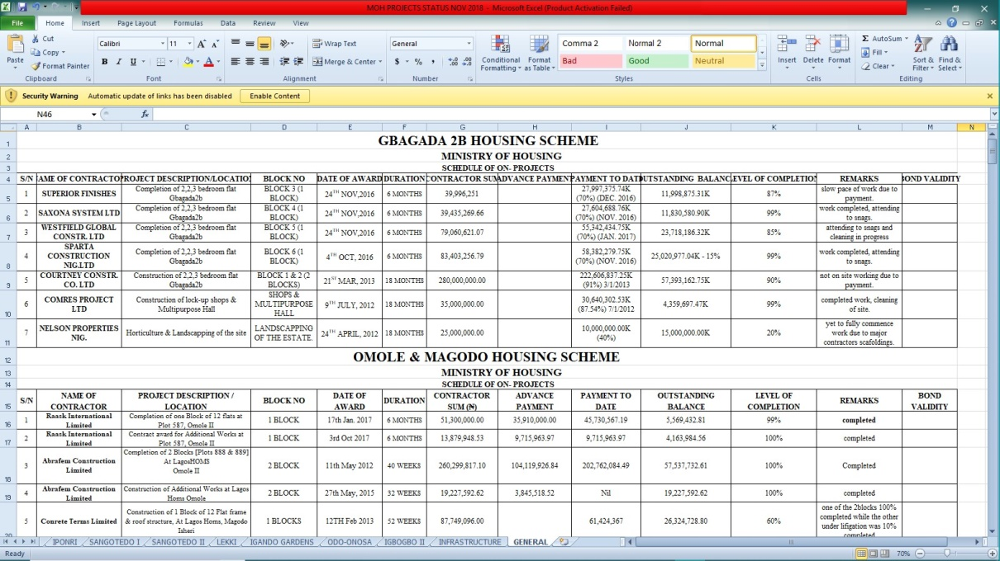 MOH PROJECTS STATUS NOV 2018 - Microsoft Excel (Product Activation Failed)
File Home Insert Page Layout Formulas Data Review View
Paste Cut Copy Format Painter Clipboard
Calibri 11 B I U Font
Wrap Text Merge & Center Alignment
General $ % , Number
Conditional Formatting Format as Table Comma 2 Normal 2 Normal Bad Good Neutral Styles
Insert Delete Format Cells
Σ AutoSum Fill Clear Sort & Filter Find & Select Editing
Security Warning Automatic update of links has been disabled Enable Content
N46 fx
A B C D E F G H I J K L M N
1 GBAGADA 2B HOUSING SCHEME
2 MINISTRY OF HOUSING
3 SCHEDULE OF ON- PROJECTS
4 S/N AME OF CONTRACTO PROJECT DESCRIPTION/LOCATIO BLOCK NO DATE OF AWARD DURATION CONTRACTOR SUM ADVANCE PAYMENT PAYMENT TO DATE OUTSTANDING BALANC LEVEL OF COMPLETION REMARKS BOND VALIDITY
5 1 SUPERIOR FINISHES Completion of 2,2,3 bedroom flat Gbagada2b BLOCK 3 (1 BLOCK) 24TH NOV,2016 6 MONTHS 39,996,251 27,997,375.74K (70%) (DEC. 2016) 11,998,875.31K 87% slow pace of work due to payment.
6 2 SAXONA SYSTEM LTD Completion of 2,2,3 bedroom flat Gbagada2b BLOCK 4 (1 BLOCK) 24TH NOV,2016 6 MONTHS 39,435,269.66 27,604,688.76K (70%) (NOV. 2016) 11,830,580.90K 99% work completed, attending to snags.
7 3 WESTFIELD GLOBAL CONSTR. LTD Completion of 2,2,3 bedroom flat Gbagada2b BLOCK 5 (1 BLOCK) 24TH NOV,2016 6 MONTHS 79,060,621.07 55,342,434.75K (70%) (JAN. 2017) 23,718,186.32K 85% attending to snags and cleaning in progress
8 4 SPARTA CONSTRUCTION NIG.LTD Completion of 2,2,3 bedroom flat Gbagada2b BLOCK 6 (1 BLOCK) 4TH OCT, 2016 6 MONTHS 83,403,256.79 58,382,279.75K (70%) (NOV. 2016) 25,020,977.04K - 15% 99% work completed, attending to snags.
9 5 COURTNEY CONSTR. CO. LTD Construction of 2,2,3 bedroom flat Gbagada2b BLOCK 1 & 2 (2 BLOCKS) 21ST MAR, 2013 18 MONTHS 280,000,000.00 222,606,837.25K (91%) 3/1/2013 57,393,162.75K 90% not on site working due to payment.
10 6 COMRES PROJECT LTD Construction of lock-up shops & Multipurpose Hall SHOPS & MULTIPURPOSE HALL 9TH JULY, 2012 18 MONTHS 35,000,000.00 30,640,302.53K (87.54%) 7/1/2012 4,359,697.47K 99% completed work, cleaning of site.
11 7 NELSON PROPERTIES NIG. Horticulture & Landscapping of the site LANDSCAPPING OF THE ESTATE. 24TH APRIL, 2012 18 MONTHS 25,000,000.00 10,000,000.00K (40%) 15,000,000.00K 20% yet to fully commence work due to major contractors scafoldings.
12 OMOLE & MAGODO HOUSING SCHEME
13 MINISTRY OF HOUSING
14 SCHEDULE OF ON- PROJECTS
15 S/N NAME OF CONTRACTOR PROJECT DESCRIPTION / LOCATION BLOCK NO DATE OF AWARD DURATION CONTRACTOR SUM (₦) ADVANCE PAYMENT PAYMENT TO DATE OUTSTANDING BALANCE LEVEL OF COMPLETION REMARKS BOND VALIDITY
16 1 Raask International Limited Completion of one Block of 12 flats at Plot 587, Omole II 1 BLOCK 17th Jan. 2017 6 MONTHS 51,300,000.00 35,910,000.00 45,730,567.19 5,569,432.81 99% completed
17 2 Raask International Limited Contract award for Additional Works at Plot 587, Omole II 1 BLOCK 3rd Oct 2017 6 MONTHS 13,879,948.53 9,715,963.97 9,715,963.97 4,163,984.56 100% completed
18 3 Abrafem Construction Limited Completion of 2 Blocks [Plots 888 & 889] At LagosHOMS Omole II 2 BLOCK 11th May 2012 40 WEEKS 260,299,817.10 104,119,926.84 202,762,084.49 57,537,732.61 100% Completed
19 4 Abrafem Construction Limited Construction of Additional Works at Lagos Homs Omole 2 BLOCK 27th May, 2015 32 WEEKS 19,227,592.62 3,845,518.52 Nil 19,227,592.62 100% completed
20 5 Conrete Terms Limited Construction of 1 Block of 12 Flat frame & roof structure, At Lagos Homs, Magodo Isheri 1 BLOCKS 12TH Feb 2013 52 WEEKS 87,749,096.00 61,424,367 26,324,728.80 60% one of the 2blocks 100% completed while the other under lifigation was 10% completed
IPONRI SANGOTEDO I SANGOTEDO II LEKKI IGANDO GARDENS ODO-ONOSA IGBOGBO II INFRASTRUCTURE GENERAL
Ready 70%